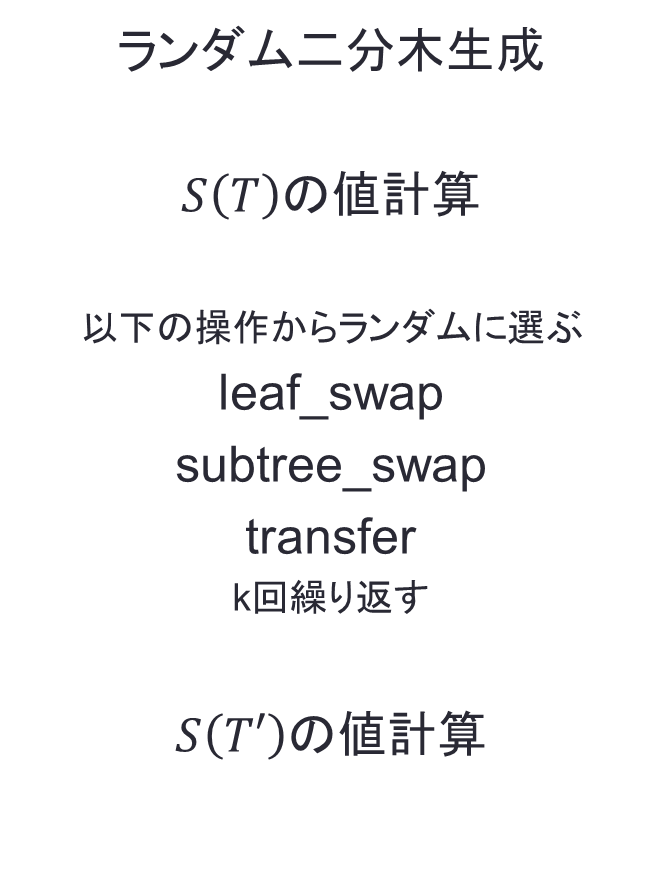 ランダム二分木生成
S(T)の値計算
以下の操作からランダムに選ぶ
leaf_swap
subtree_swap
transfer
k回繰り返す
S(T′)の値計算